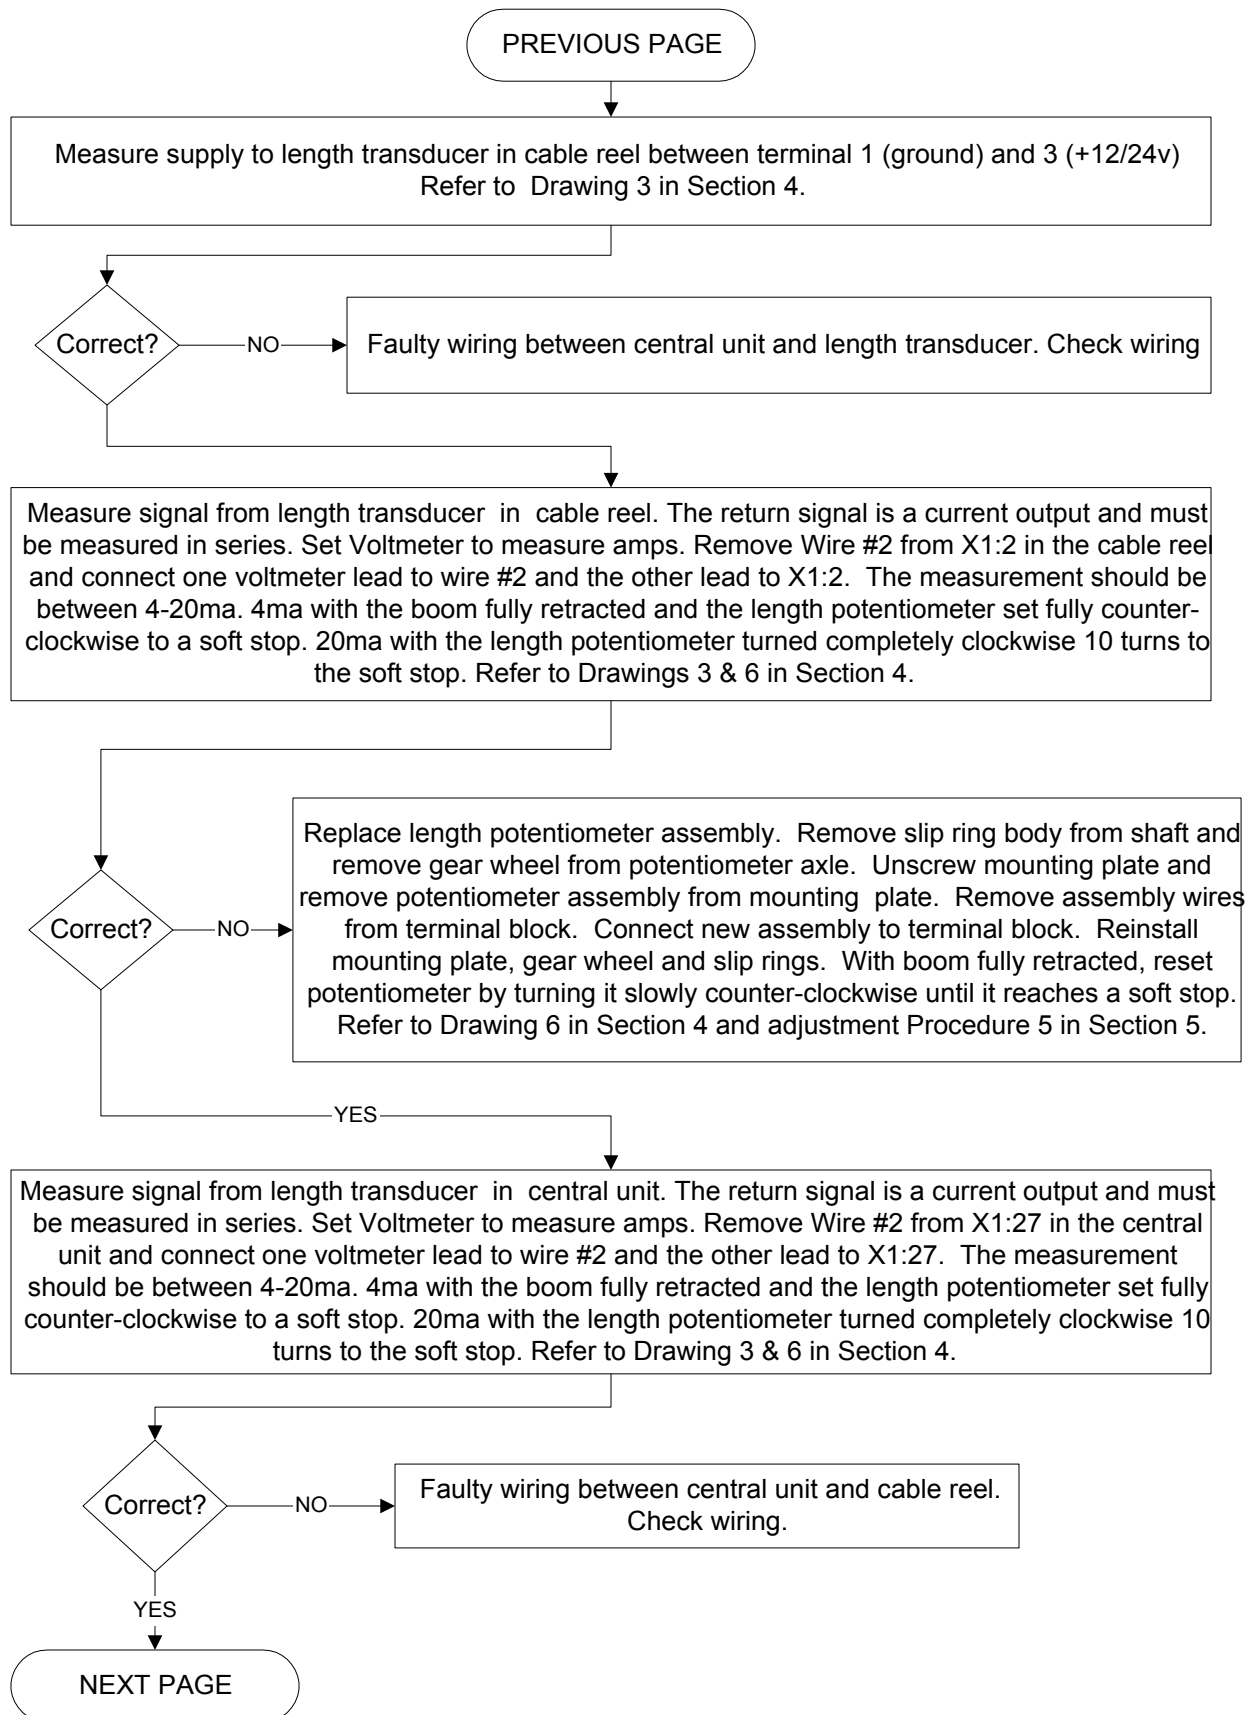 PREVIOUS PAGE
Measure supply to length transducer in cable reel between terminal 1 (ground) and 3 (+12/24v)
Refer to Drawing 3 in Section 4.
Correct?
NO
Faulty wiring between central unit and length transducer. Check wiring
Measure signal from length transducer in cable reel. The return signal is a current output and must
be measured in series. Set Voltmeter to measure amps. Remove Wire #2 from X1:2 in the cable reel
and connect one voltmeter lead to wire #2 and the other lead to X1:2. The measurement should be
between 4-20ma. 4ma with the boom fully retracted and the length potentiometer set fully counter-
clockwise to a soft stop. 20ma with the length potentiometer turned completely clockwise 10 turns to
the soft stop. Refer to Drawings 3 & 6 in Section 4.
Correct?
NO
Replace length potentiometer assembly. Remove slip ring body from shaft and
remove gear wheel from potentiometer axle. Unscrew mounting plate and
remove potentiometer assembly from mounting plate. Remove assembly wires
from terminal block. Connect new assembly to terminal block. Reinstall
mounting plate, gear wheel and slip rings. With boom fully retracted, reset
potentiometer by turning it slowly counter-clockwise until it reaches a soft stop.
Refer to Drawing 6 in Section 4 and adjustment Procedure 5 in Section 5.
YES
Measure signal from length transducer in central unit. The return signal is a current output and must
be measured in series. Set Voltmeter to measure amps. Remove Wire #2 from X1:27 in the central
unit and connect one voltmeter lead to wire #2 and the other lead to X1:27. The measurement
should be between 4-20ma. 4ma with the boom fully retracted and the length potentiometer set fully
counter-clockwise to a soft stop. 20ma with the length potentiometer turned completely clockwise 10
turns to the soft stop. Refer to Drawing 3 & 6 in Section 4.
Correct?
NO
Faulty wiring between central unit and cable reel.
Check wiring.
YES
NEXT PAGE